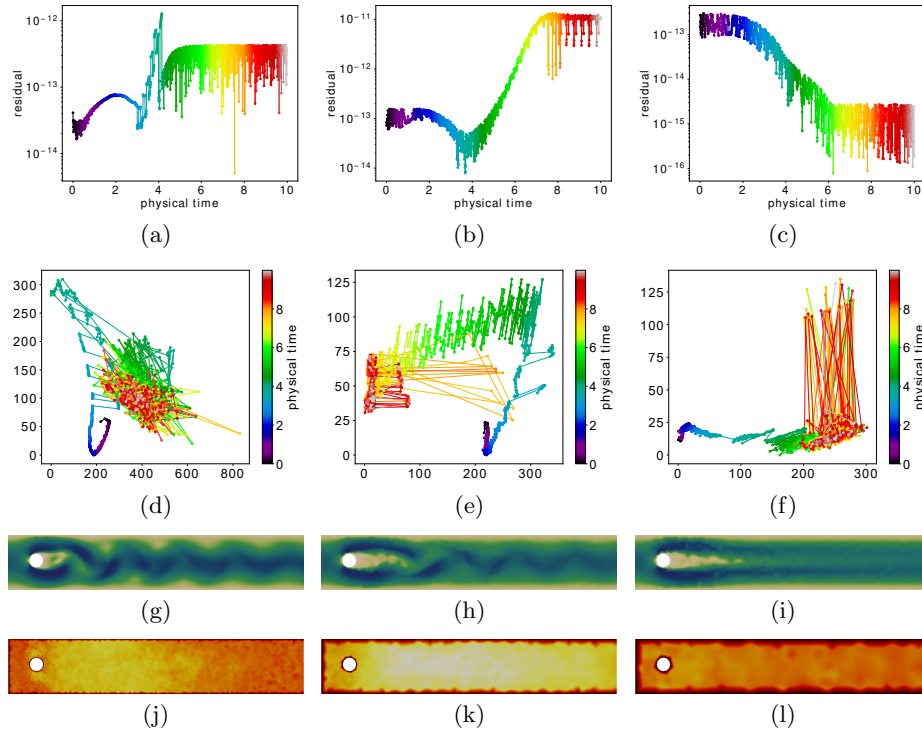 10⁻¹² 10⁻¹³ 10⁻¹⁴ residual 0 2 4 6 8 10 physical time
10⁻¹¹ 10⁻¹² 10⁻¹³ 10⁻¹⁴ residual 0 2 4 6 8 10 physical time
10⁻¹³ 10⁻¹⁴ 10⁻¹⁵ 10⁻¹⁶ residual 0 2 4 6 8 10 physical time
(a) (b) (c)
300 250 200 150 100 50 0 0 200 400 600 800 8 6 4 2 0 physical time
125 100 75 50 25 0 0 100 200 300 8 6 4 2 0 physical time
125 100 75 50 25 0 0 100 200 300 8 6 4 2 0 physical time
(d) (e) (f)
(g) (h) (i)
(j) (k) (l)